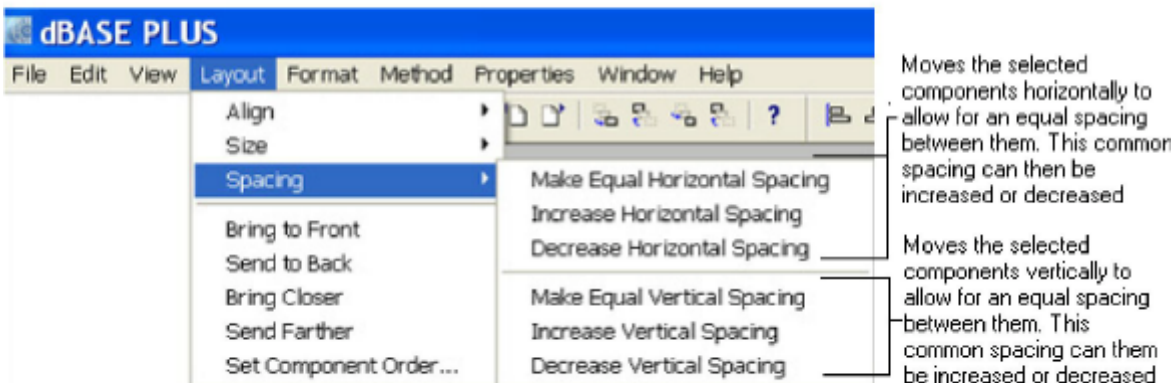 dBASE PLUS
File Edit View Layout Format Method Properties Window Help
Align
Size
Spacing
Bring to Front
Send to Back
Bring Closer
Send Farther
Set Component Order...
?
Make Equal Horizontal Spacing
Increase Horizontal Spacing
Decrease Horizontal Spacing
Make Equal Vertical Spacing
Increase Vertical Spacing
Decrease Vertical Spacing
Moves the selected
components horizontally to
allow for an equal spacing
between them. This common
spacing can then be
increased or decreased
Moves the selected
components vertically to
allow for an equal spacing
between them. This
common spacing can them
be increased or decreased